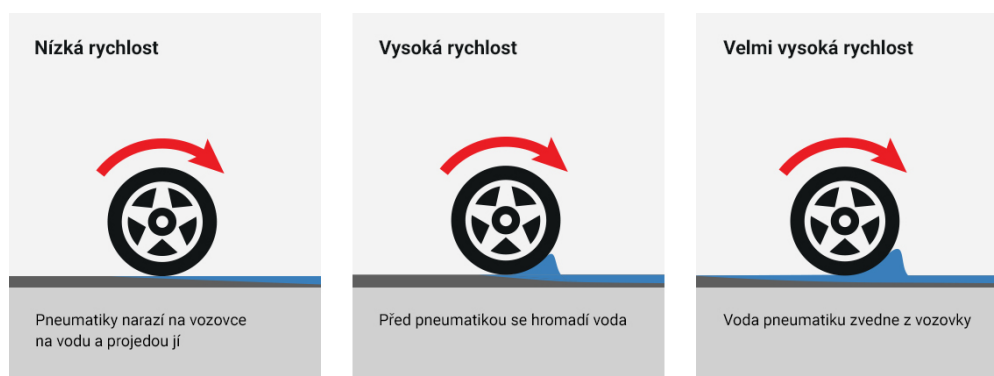 Nízká rychlost
Pneumatiky narazí na vozovce
na vodu a projedou jí
Vysoká rychlost
Před pneumatikou se hromadí voda
Velmi vysoká rychlost
Voda pneumatiku zvedne z vozovky